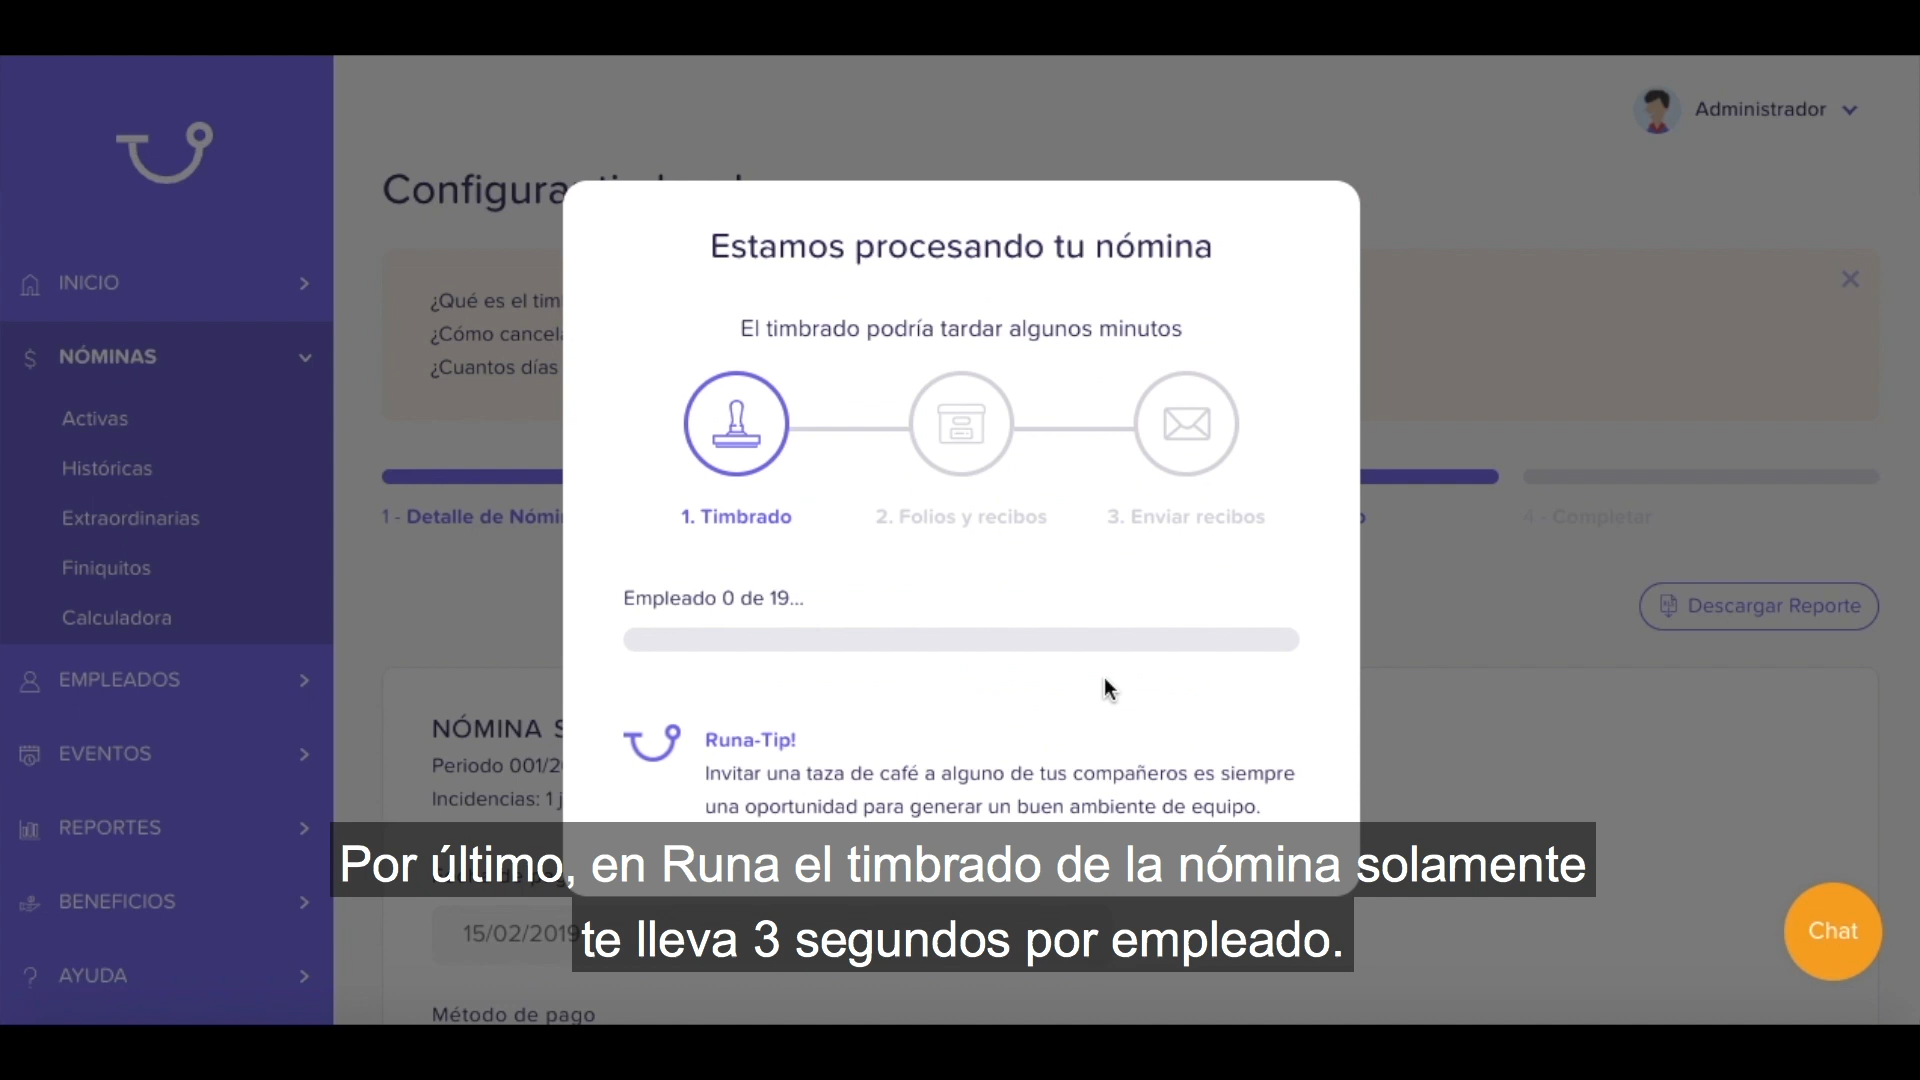 Administrador
Configurar timbrado
INICIO
NÓMINAS
Activas
Históricas
Extraordinarias
Finiquitos
Calculadora
EMPLEADOS
EVENTOS
REPORTES
BENEFICIOS
AYUDA
¿Qué es el tim
¿Cómo cancela
¿Cuantos días
1 - Detalle de Nómi
4 - Completar
Descargar Reporte
NÓMINA S
Periodo 001/2
Incidencias: 1 j
15/02/2019
Método de pago
Estamos procesando tu nómina
El timbrado podría tardar algunos minutos
1. Timbrado
2. Folios y recibos
3. Enviar recibos
Empleado 0 de 19...
Runa-Tip!
Invitar una taza de café a alguno de tus compañeros es siempre
una oportunidad para generar un buen ambiente de equipo.
Por último, en Runa el timbrado de la nómina solamente
te lleva 3 segundos por empleado.
Chat